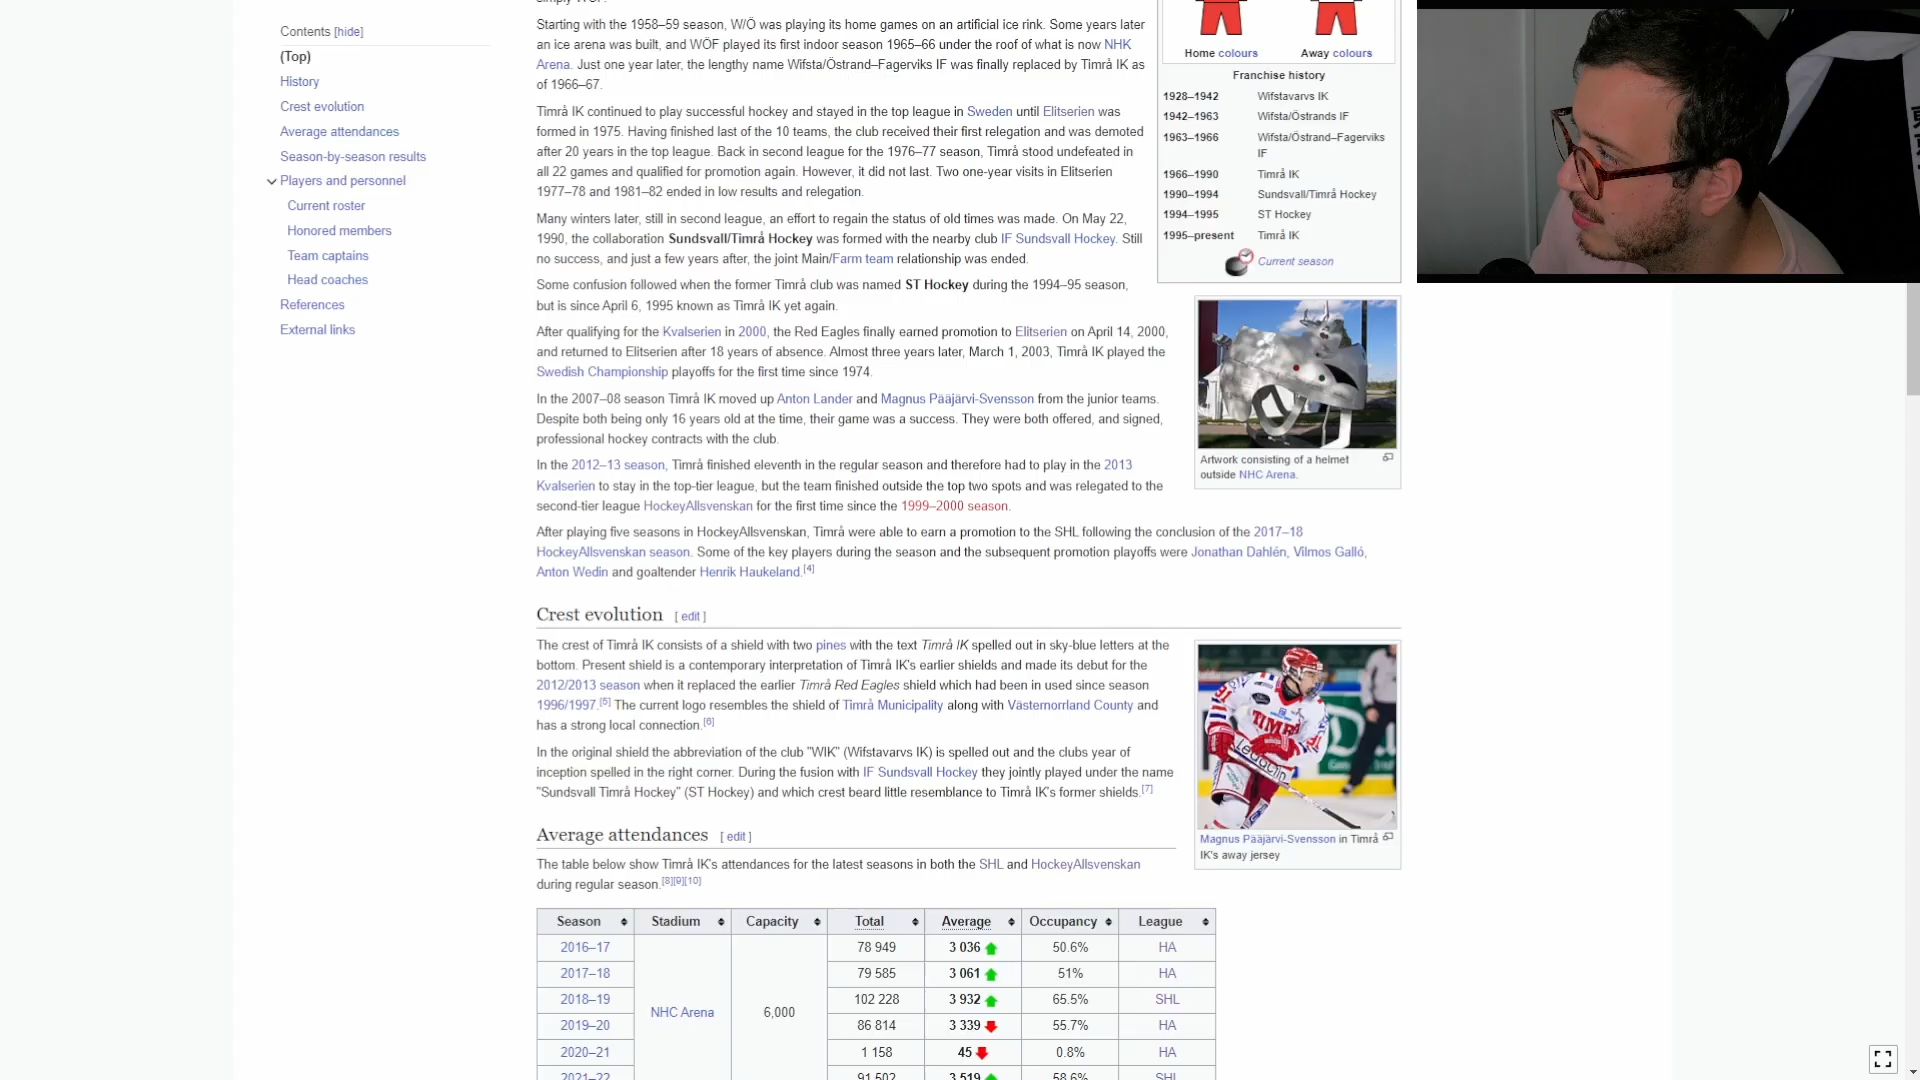 Contents [hide]
(Top)
History
Crest evolution
Average attendances
Season-by-season results
Players and personnel
Current roster
Honored members
Team captains
Head coaches
References
External links
Starting with the 1958–59 season, W/Ö was playing its home games on an artificial ice rink. Some years later
an ice arena was built, and WÖF played its first indoor season 1965–66 under the roof of what is now NHK
Arena. Just one year later, the lengthy name Wifsta/Östrand–Fagerviks IF was finally replaced by Timrå IK as
of 1966–67.
Timrå IK continued to play successful hockey and stayed in the top league in Sweden until Elitserien was
formed in 1975. Having finished last of the 10 teams, the club received their first relegation and was demoted
after 20 years in the top league. Back in second league for the 1976–77 season, Timrå stood undefeated in
all 22 games and qualified for promotion again. However, it did not last. Two one-year visits in Elitserien
1977–78 and 1981–82 ended in low results and relegation.
Many winters later, still in second league, an effort to regain the status of old times was made. On May 22,
1990, the collaboration Sundsvall/Timrå Hockey was formed with the nearby club IF Sundsvall Hockey. Still
no success, and just a few years after, the joint Main/Farm team relationship was ended.
Some confusion followed when the former Timrå club was named ST Hockey during the 1994–95 season,
but is since April 6, 1995 known as Timrå IK yet again.
After qualifying for the Kvalserien in 2000, the Red Eagles finally earned promotion to Elitserien on April 14, 2000,
and returned to Elitserien after 18 years of absence. Almost three years later, March 1, 2003, Timrå IK played the
Swedish Championship playoffs for the first time since 1974.
In the 2007–08 season Timrå IK moved up Anton Lander and Magnus Pääjärvi-Svensson from the junior teams.
Despite both being only 16 years old at the time, their game was a success. They were both offered, and signed,
professional hockey contracts with the club.
In the 2012–13 season, Timrå finished eleventh in the regular season and therefore had to play in the 2013
Kvalserien to stay in the top-tier league, but the team finished outside the top two spots and was relegated to the
second-tier league HockeyAllsvenskan for the first time since the 1999–2000 season.
After playing five seasons in HockeyAllsvenskan, Timrå were able to earn a promotion to the SHL following the conclusion of the 2017–18
HockeyAllsvenskan season. Some of the key players during the season and the subsequent promotion playoffs were Jonathan Dahlén, Vilmos Galló,
Anton Wedin and goaltender Henrik Haukeland.[4]
Home colours Away colours
Franchise history
1928–1942 Wifstavarvs IK
1942–1963 Wifsta/Östrands IF
1963–1966 Wifsta/Östrand–Fagerviks
IF
1966–1990 Timrå IK
1990–1994 Sundsvall/Timrå Hockey
1994–1995 ST Hockey
1995–present Timrå IK
Current season
Artwork consisting of a helmet
outside NHC Arena.
Crest evolution [ edit ]
The crest of Timrå IK consists of a shield with two pines with the text Timrå IK spelled out in sky-blue letters at the
bottom. Present shield is a contemporary interpretation of Timrå IK's earlier shields and made its debut for the
2012/2013 season when it replaced the earlier Timrå Red Eagles shield which had been in used since season
1996/1997.[5] The current logo resembles the shield of Timrå Municipality along with Västernorrland County and
has a strong local connection.[6]
In the original shield the abbreviation of the club "WIK" (Wifstavarvs IK) is spelled out and the clubs year of
inception spelled in the right corner. During the fusion with IF Sundsvall Hockey they jointly played under the name
"Sundsvall Timrå Hockey" (ST Hockey) and which crest beard little resemblance to Timrå IK's former shields.[7]
TIMRÅ
Magnus Pääjärvi-Svensson in Timrå
IK's away jersey
Average attendances [ edit ]
The table below show Timrå IK's attendances for the latest seasons in both the SHL and HockeyAllsvenskan
during regular season.[8][9][10]
Season Stadium Capacity Total Average Occupancy League
2016–17 78 949 3 036 50.6% HA
2017–18 79 585 3 061 51% HA
2018–19 102 228 3 932 65.5% SHL
NHC Arena 6,000
2019–20 86 814 3 339 55.7% HA
2020–21 1 158 45 0.8% HA
2021–22 91 502 3 519 58.6% SHL